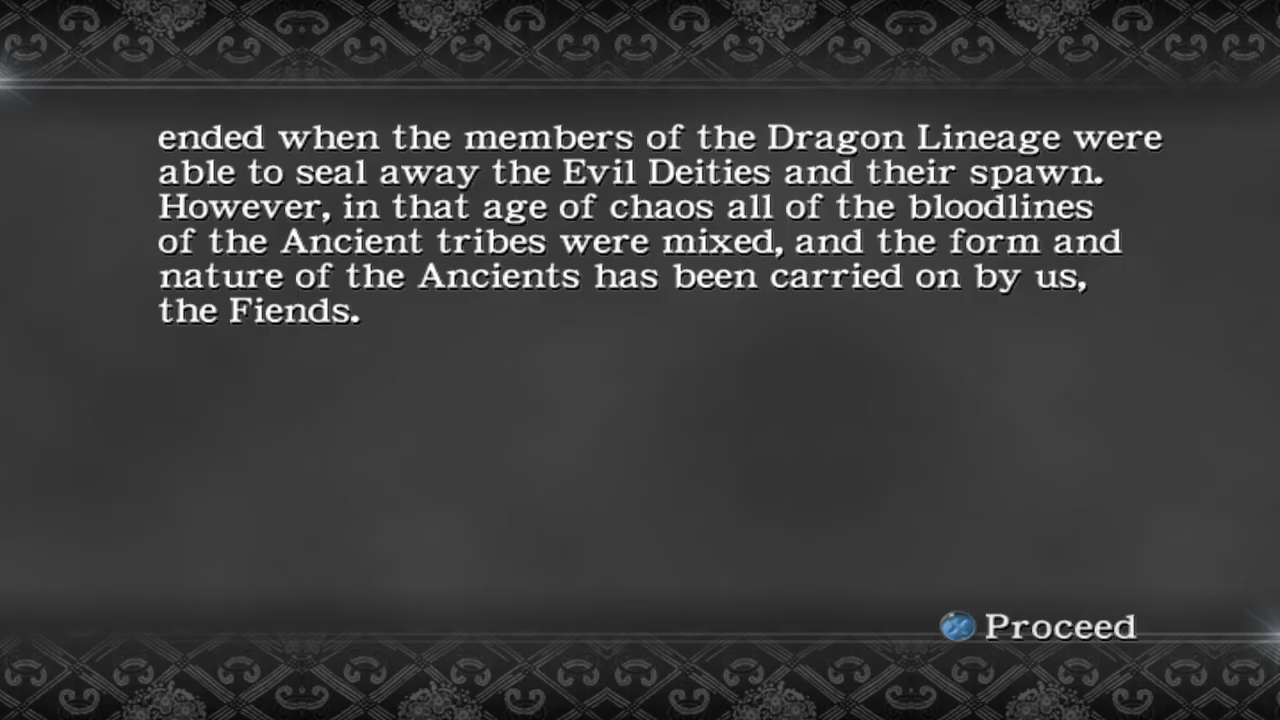 ended when the members of the Dragon Lineage were
able to seal away the Evil Deities and their spawn.
However, in that age of chaos all of the bloodlines
of the Ancient tribes were mixed, and the form and
nature of the Ancients has been carried on by us,
the Fiends.
Proceed